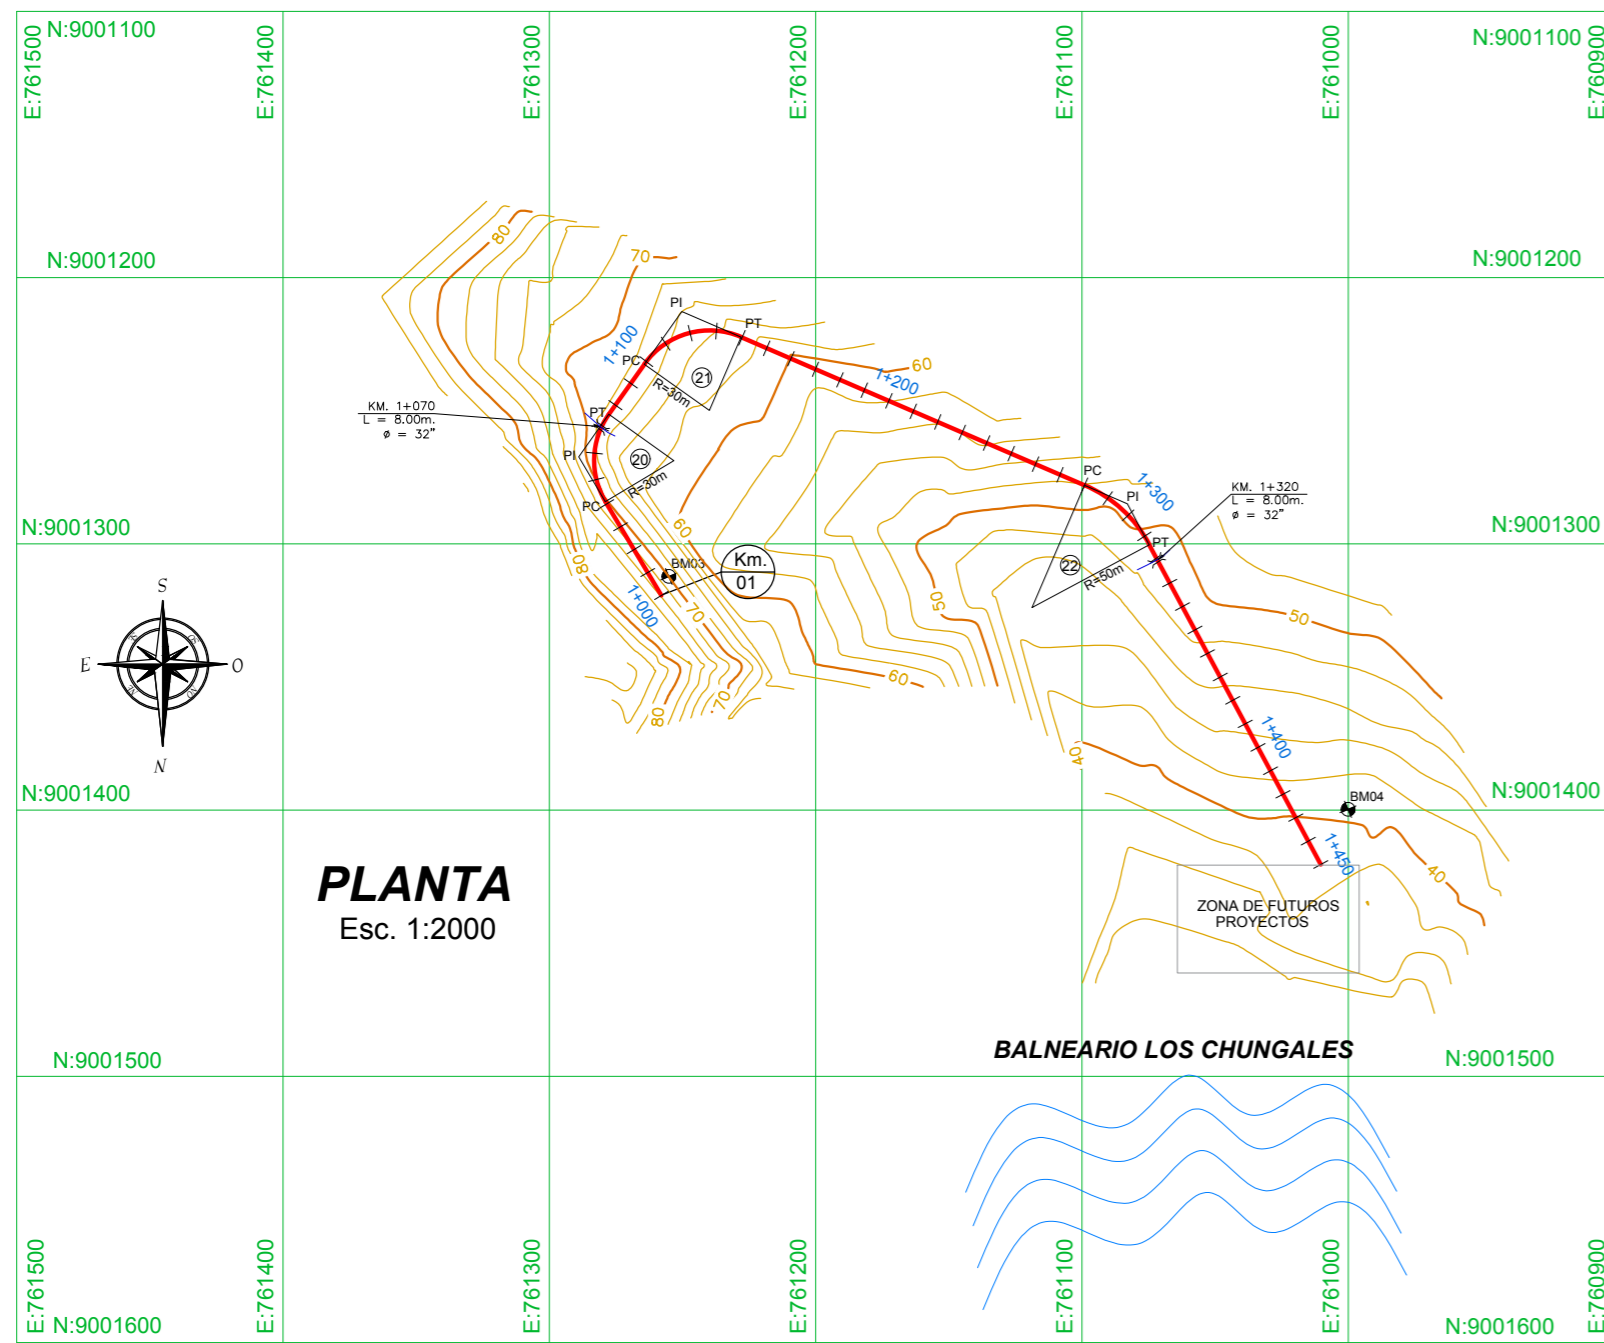 E:761500
N:9001100
E:761400
E:761300
E:761200
E:761100
E:761000
N:9001100
E:760900
80
70
N:9001200
N:9001200
PI
PT
1+100
PC
60
21
R=30m
1+200
KM. 1+070
L = 8.00m.
ø = 32"
PT
PI
20
R=30m
PC
PC
PI
1+300
KM. 1+320
L = 8.00m.
ø = 32"
N:9001300
N:9001300
60
80
BM03
Km.
01
PT
22
R=50m
50
50
1+000
70
S
E
O
N
60
80
70
1+400
40
N:9001400
N:9001400
BM04
1+450
40
PLANTA
Esc. 1:2000
ZONA DE FUTUROS
PROYECTOS
BALNEARIO LOS CHUNGALES
N:9001500
N:9001500
E:761500
E:761400
E:761300
E:761200
E:761100
E:761000
E:760900
N:9001600
N:9001600